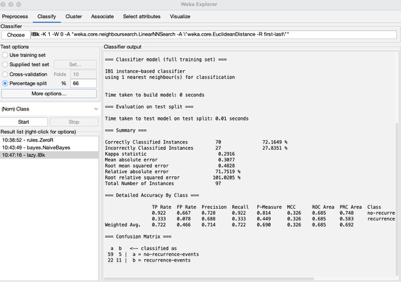 Weka Explorer
Preprocess Classify Cluster Associate Select attributes Visualize
Classifier
Choose IBk -K 1 -W 0 -A "weka.core.neighboursearch.LinearNNSearch -A \"weka.core.EuclideanDistance -R first-last\""
Test options
Use training set
Supplied test set Set...
Cross-validation Folds 10
Percentage split % 66
More options...
(Nom) Class
Start Stop
Result list (right-click for options)
10:38:52 - rules.ZeroR
10:43:49 - bayes.NaiveBayes
10:47:16 - lazy.IBk
Classifier output
=== Classifier model (full training set) ===
IB1 instance-based classifier
using 1 nearest neighbour(s) for classification
Time taken to build model: 0 seconds
=== Evaluation on test split ===
Time taken to test model on test split: 0.01 seconds
=== Summary ===
Correctly Classified Instances 70 72.1649 %
Incorrectly Classified Instances 27 27.8351 %
Kappa statistic 0.2916
Mean absolute error 0.3077
Root mean squared error 0.4828
Relative absolute error 71.7519 %
Root relative squared error 101.0205 %
Total Number of Instances 97
=== Detailed Accuracy By Class ===
TP Rate FP Rate Precision Recall F-Measure MCC ROC Area PRC Area Class
0.922 0.667 0.728 0.922 0.814 0.326 0.685 0.740 no-recurre
0.333 0.078 0.688 0.333 0.449 0.326 0.685 0.583 recurrence
Weighted Avg. 0.722 0.466 0.714 0.722 0.690 0.326 0.685 0.692
=== Confusion Matrix ===
a b <-- classified as
59 5 | a = no-recurrence-events
22 11 | b = recurrence-events